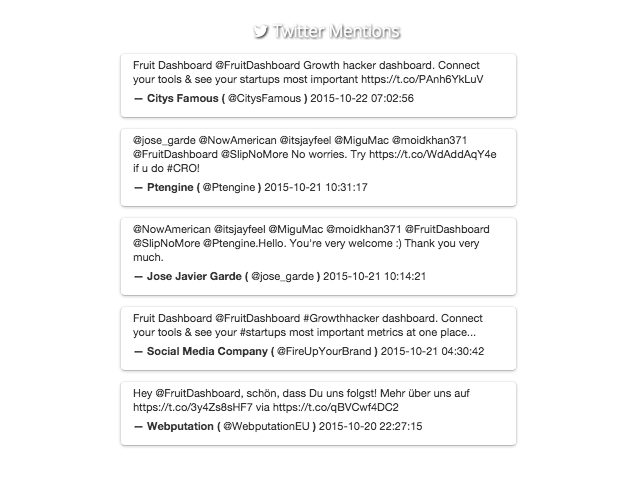 Twitter Mentions
Fruit Dashboard @FruitDashboard Growth hacker dashboard. Connect
your tools & see your startups most important https://t.co/PAnh6YkLuV
— Citys Famous ( @CitysFamous ) 2015-10-22 07:02:56
@jose_garde @NowAmerican @itsjayfeel @MiguMac @moidkhan371
@FruitDashboard @SlipNoMore No worries. Try https://t.co/WdAddAqY4e
if u do #CRO!
— Ptengine ( @Ptengine ) 2015-10-21 10:31:17
@NowAmerican @itsjayfeel @MiguMac @moidkhan371 @FruitDashboard
@SlipNoMore @Ptengine.Hello. You're very welcome :) Thank you very
much.
— Jose Javier Garde ( @jose_garde ) 2015-10-21 10:14:21
Fruit Dashboard @FruitDashboard #Growthhacker dashboard. Connect
your tools & see your #startups most important metrics at one place...
— Social Media Company ( @FireUpYourBrand ) 2015-10-21 04:30:42
Hey @FruitDashboard, schön, dass Du uns folgst! Mehr über uns auf
https://t.co/3y4Zs8sHF7 via https://t.co/qBVCwf4DC2
— Webputation ( @WebputationEU ) 2015-10-20 22:27:15